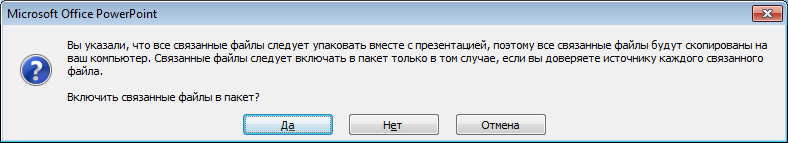 Microsoft Office PowerPoint
Вы указали, что все связанные файлы следует упаковать вместе с презентацией, поэтому все связанные файлы будут скопированы на
ваш компьютер. Связанные файлы следует включать в пакет только в том случае, если вы доверяете источнику каждого связанного
файла.
Включить связанные файлы в пакет?
Да Нет Отмена